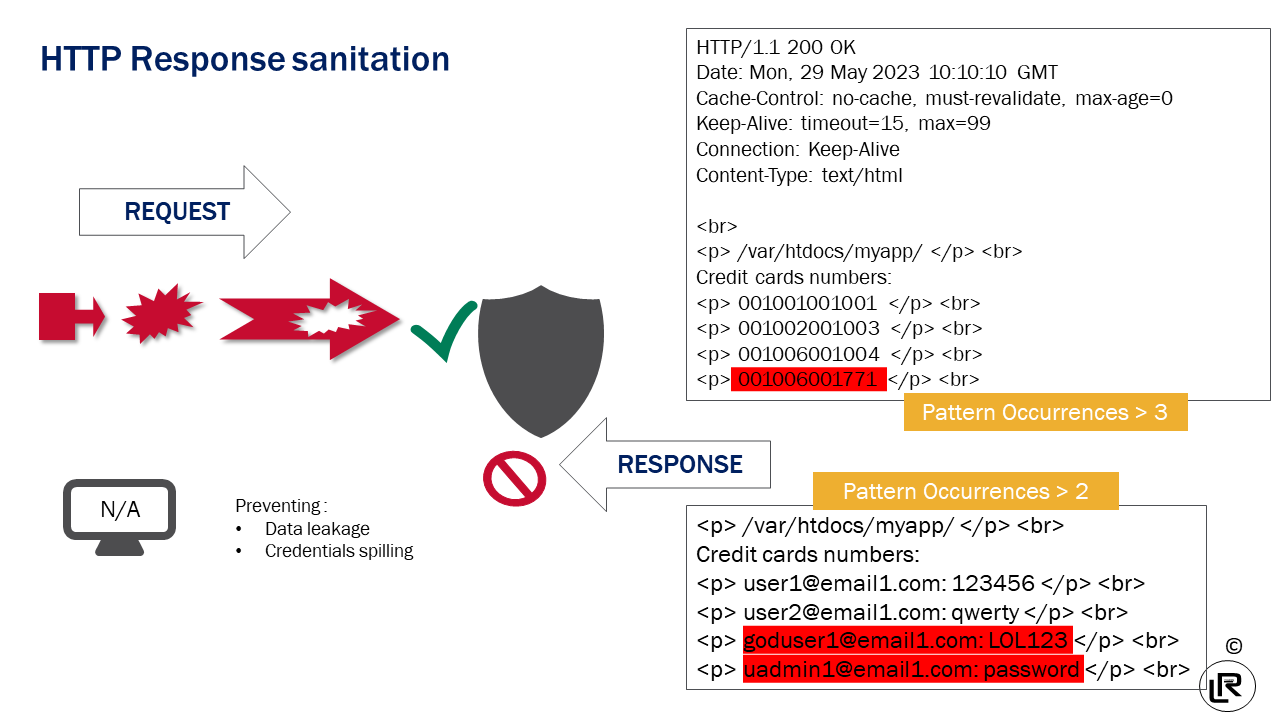 HTTP Response sanitation
REQUEST
HTTP/1.1 200 OK
Date: Mon, 29 May 2023 10:10:10 GMT
Cache-Control: no-cache, must-revalidate, max-age=0
Keep-Alive: timeout=15, max=99
Connection: Keep-Alive
Content-Type: text/html
<br>
<p> /var/htdocs/myapp/ </p> <br>
Credit cards numbers:
<p> 001001001001 </p> <br>
<p> 001002001003 </p> <br>
<p> 001006001004 </p> <br>
<p> 001006001771 </p> <br>
Pattern Occurrences > 3
RESPONSE
N/A
Preventing :
• Data leakage
• Credentials spilling
Pattern Occurrences > 2
<p> /var/htdocs/myapp/ </p> <br>
Credit cards numbers:
<p> user1@email1.com: 123456 </p> <br>
<p> user2@email1.com: qwerty </p> <br>
<p> goduser1@email1.com: LOL123 </p> <br>
<p> uadmin1@email1.com: password </p> <br>
©
LR